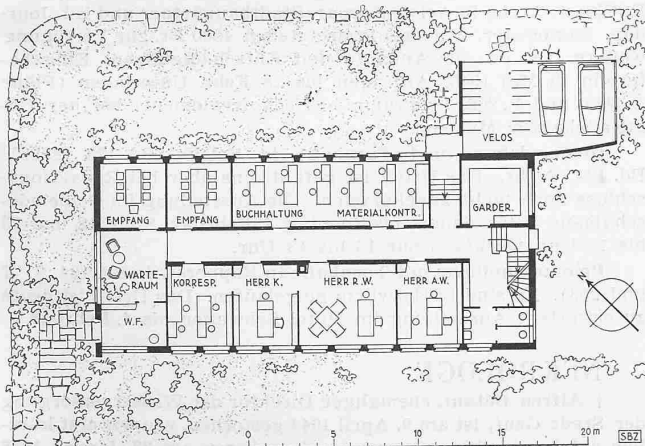 VELOS
EMPFANG
EMPFANG
BUCHHALTUNG
MATERIALKONTR.
GARDER.
WARTE-
RAUM
KORRESP.
HERR K.
HERR R.W.
HERR A.W.
W.F.
0
5
10
15
20 m
SBZ